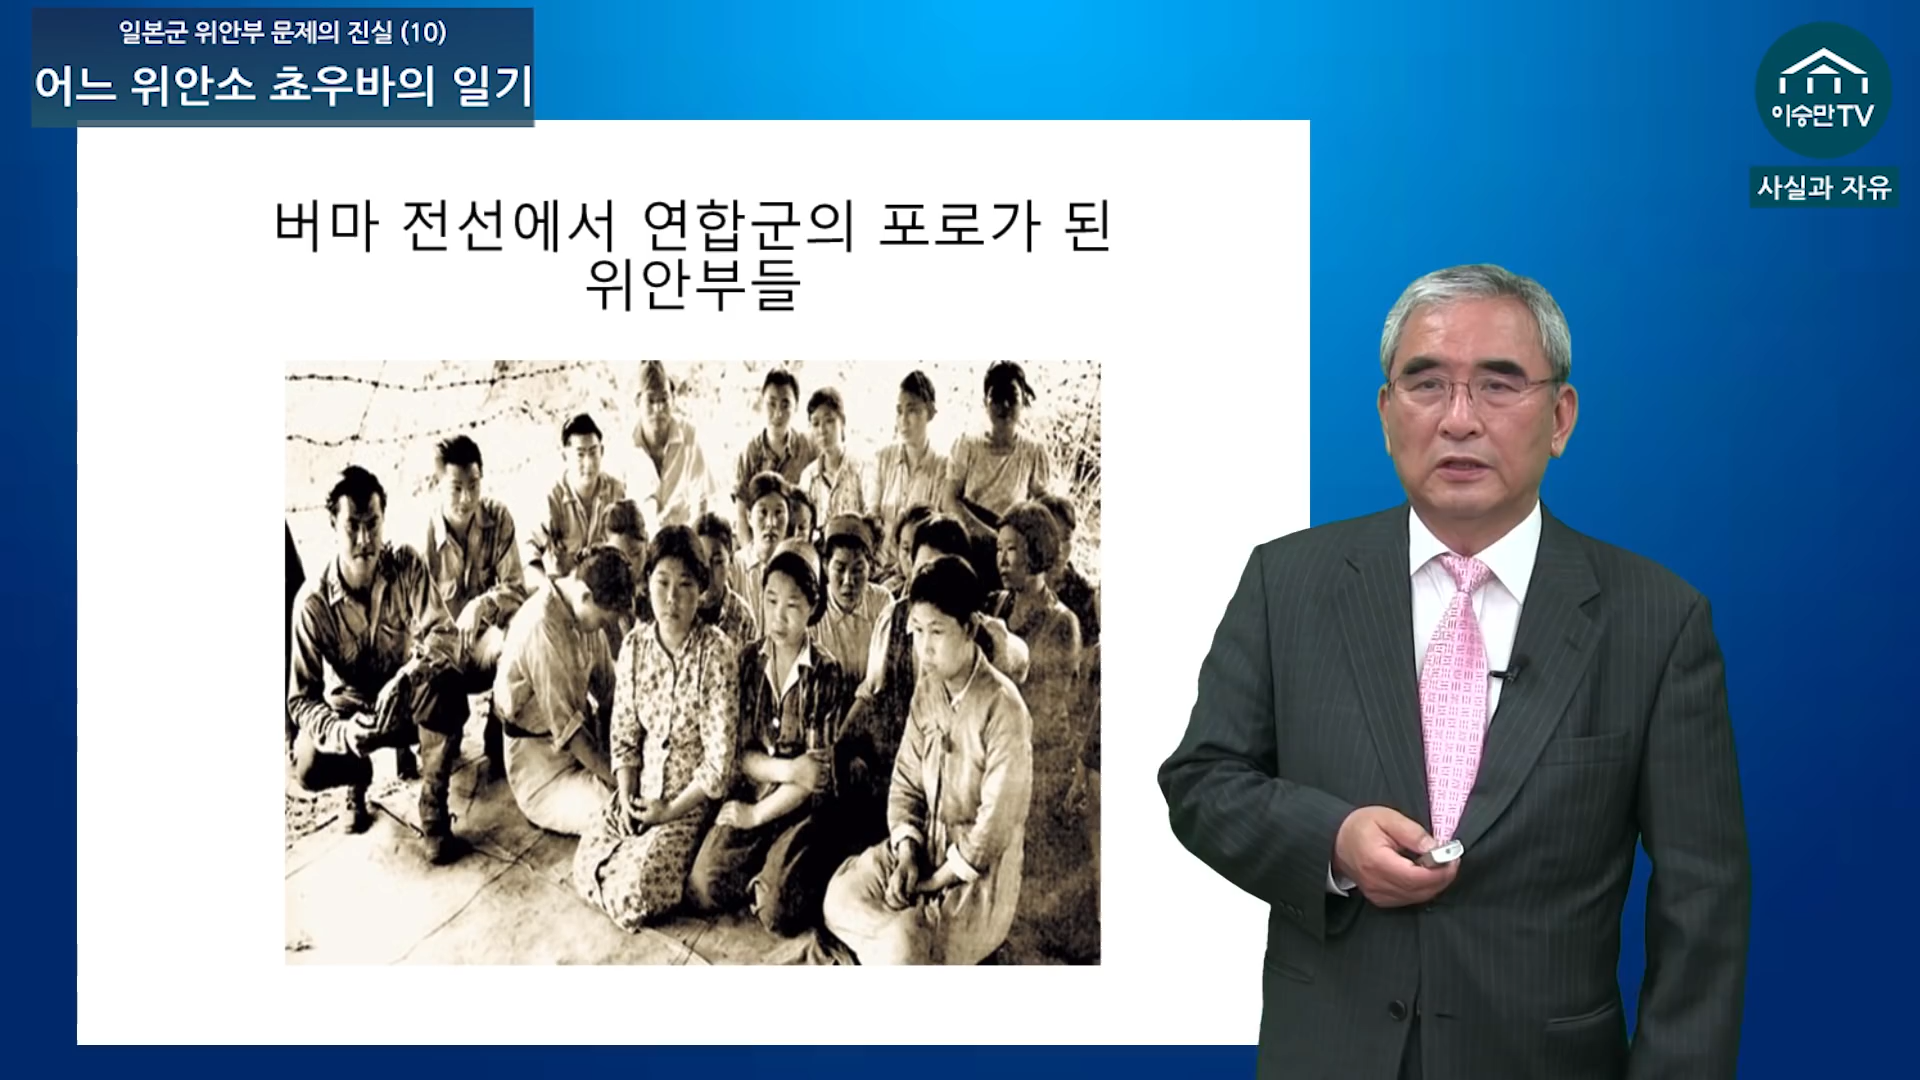 일본군 위안부 문제의 진실 (10)
어느 위안소 쵸우바의 일기
이승만TV
사실과 자유
버마 전선에서 연합군의 포로가 된
위안부들